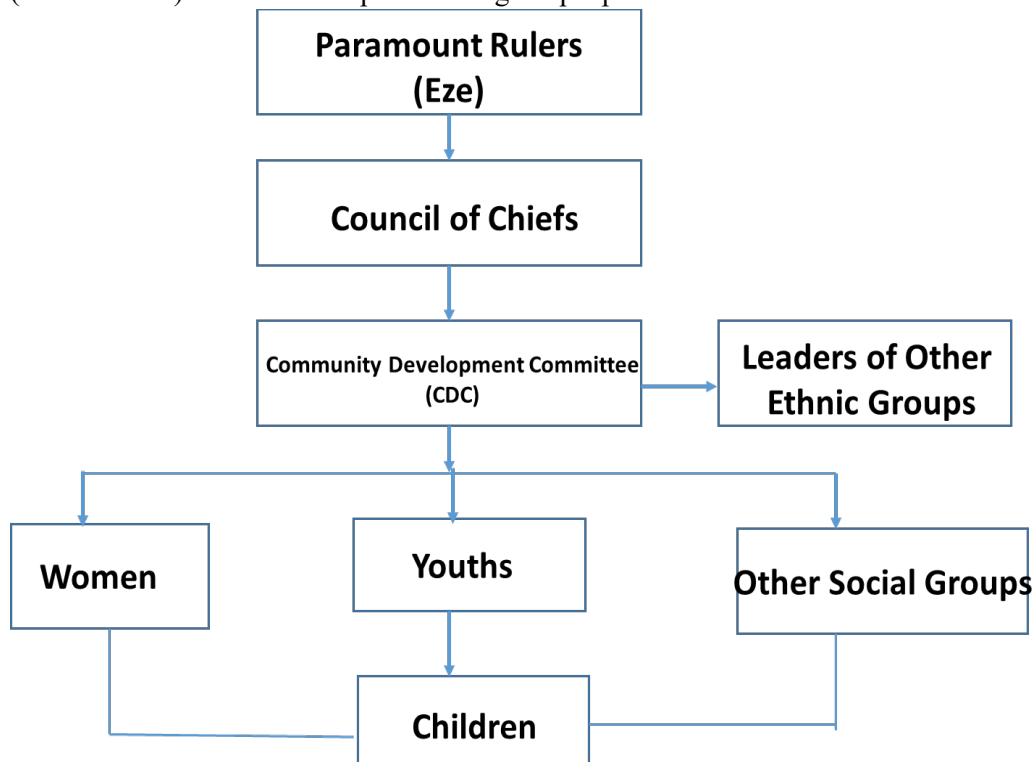 Paramount Rulers
(Eze)
Council of Chiefs
Community Development Committee
(CDC)
Leaders of Other
Ethnic Groups
Women
Youths
Other Social Groups
Children